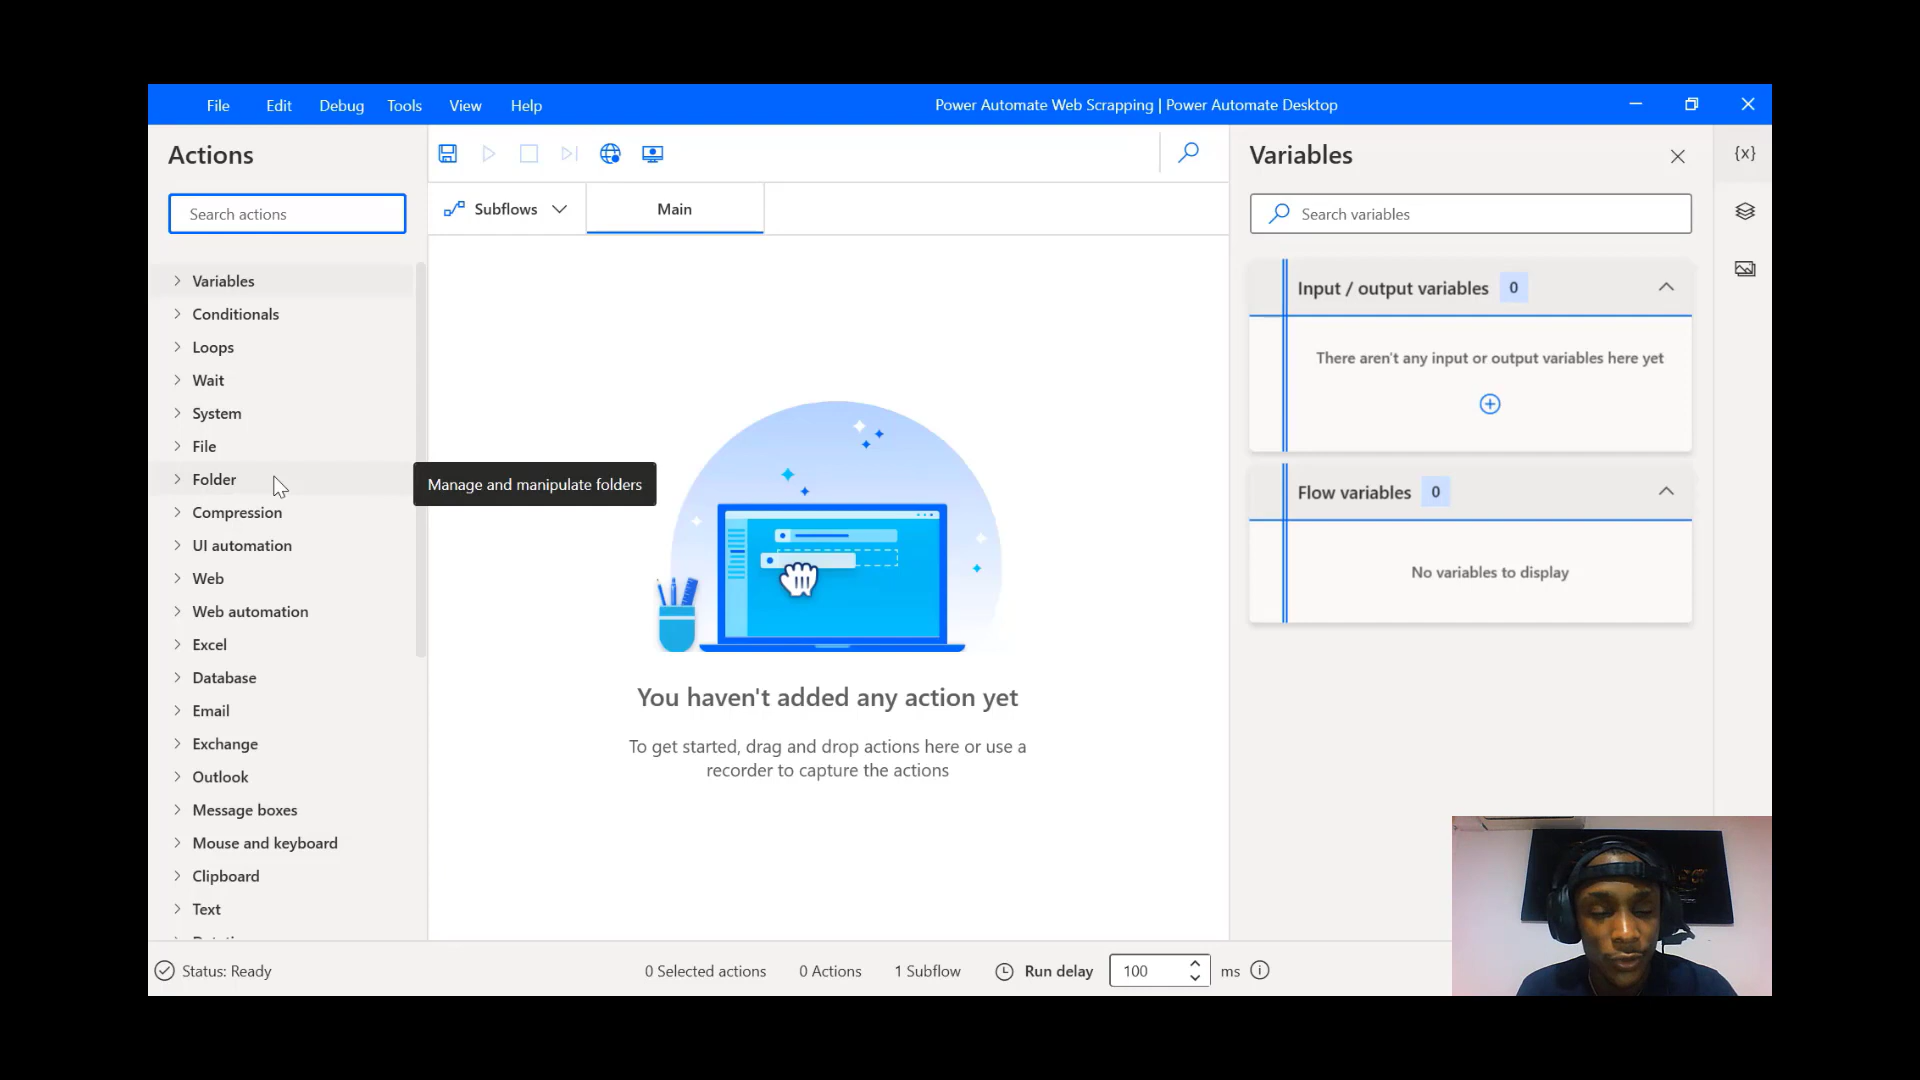 File Edit Debug Tools View Help
Power Automate Web Scrapping | Power Automate Desktop
Actions
Search actions
Variables
Conditionals
Loops
Wait
System
File
Folder
Manage and manipulate folders
Compression
UI automation
Web
Web automation
Excel
Database
Email
Exchange
Outlook
Message boxes
Mouse and keyboard
Clipboard
Text
Subflows
Main
You haven't added any action yet
To get started, drag and drop actions here or use a
recorder to capture the actions
Variables
{x}
Search variables
Input / output variables 0
There aren't any input or output variables here yet
Flow variables 0
No variables to display
Status: Ready
0 Selected actions
0 Actions
1 Subflow
Run delay
100
ms